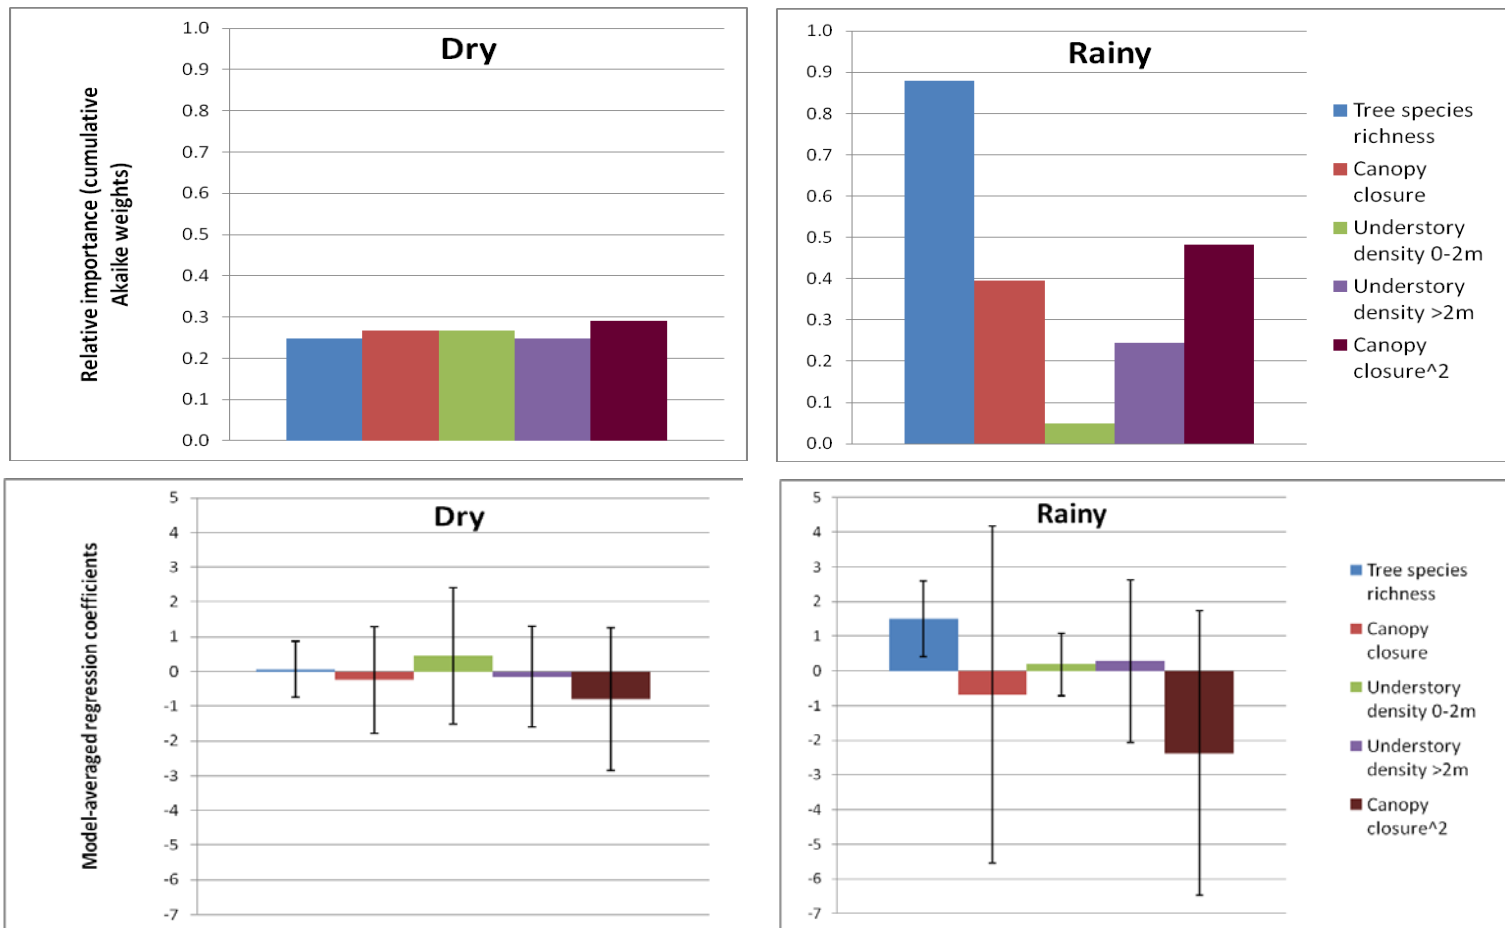 Dry
Relative importance (cumulative
Akaike weights)
1.0
0.9
0.8
0.7
0.6
0.5
0.4
0.3
0.2
0.1
0.0
Rainy
1.0
0.9
0.8
0.7
0.6
0.5
0.4
0.3
0.2
0.1
0.0
Tree species
richness
Canopy
closure
Understory
density 0-2m
Understory
density >2m
Canopy
closure^2
Dry
Model-averaged regression coefficients
5
4
3
2
1
0
-1
-2
-3
-4
-5
-6
-7
Rainy
5
4
3
2
1
0
-1
-2
-3
-4
-5
-6
-7
Tree species
richness
Canopy
closure
Understory
density 0-2m
Understory
density >2m
Canopy
closure^2